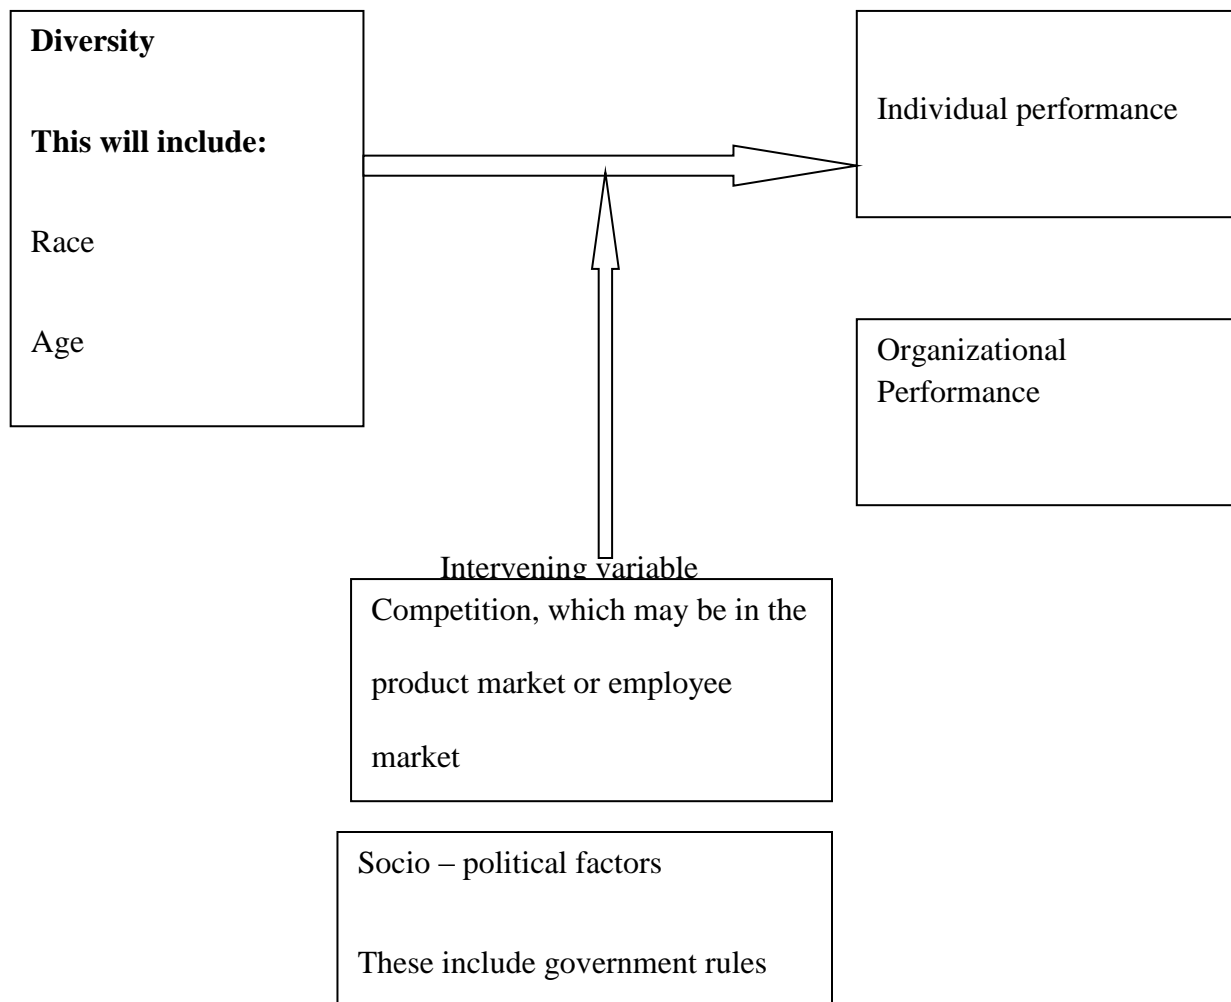 Diversity
This will include:
Race
Age
Individual performance
Organizational
Performance
Intervening variable
Competition, which may be in the
product market or employee
market
Socio – political factors
These include government rules